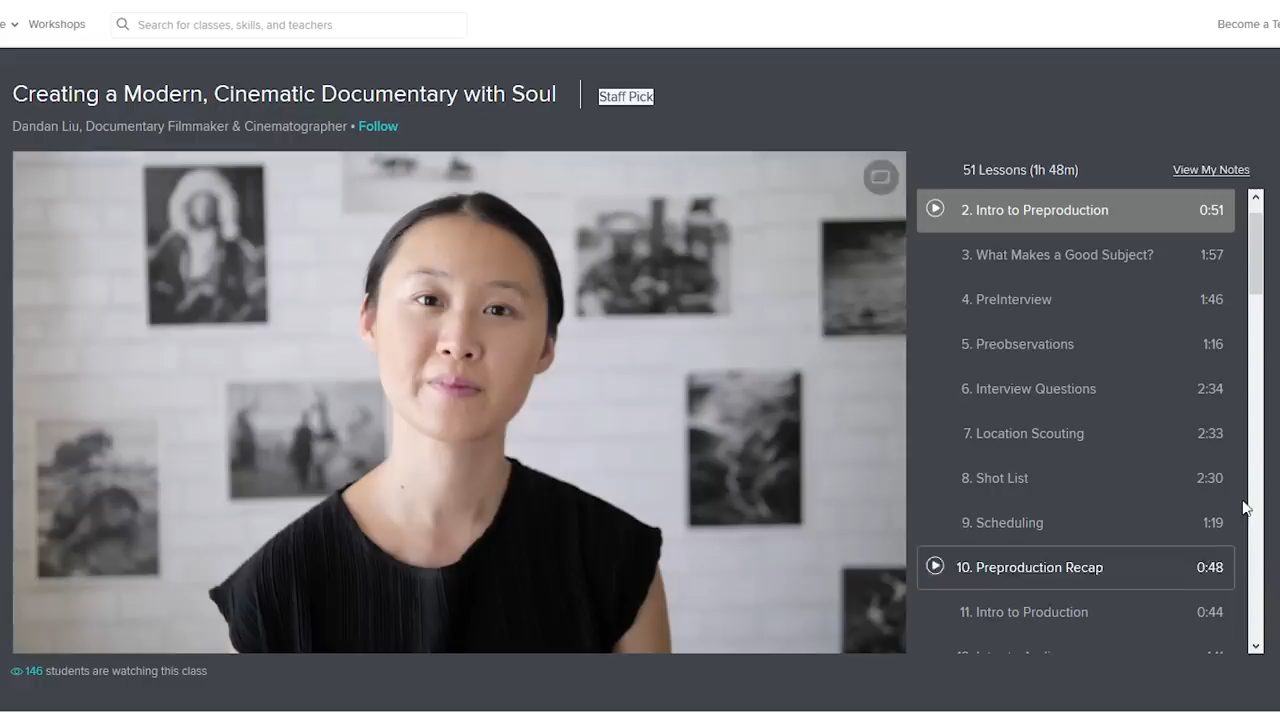 e Workshops Search for classes, skills, and teachers Become a Te
Creating a Modern, Cinematic Documentary with Soul Staff Pick
Dandan Liu, Documentary Filmmaker & Cinematographer • Follow
51 Lessons (1h 48m) View My Notes
2. Intro to Preproduction 0:51
3. What Makes a Good Subject? 1:57
4. PreInterview 1:46
5. Preobservations 1:16
6. Interview Questions 2:34
7. Location Scouting 2:33
8. Shot List 2:30
9. Scheduling 1:19
10. Preproduction Recap 0:48
11. Intro to Production 0:44
146 students are watching this class